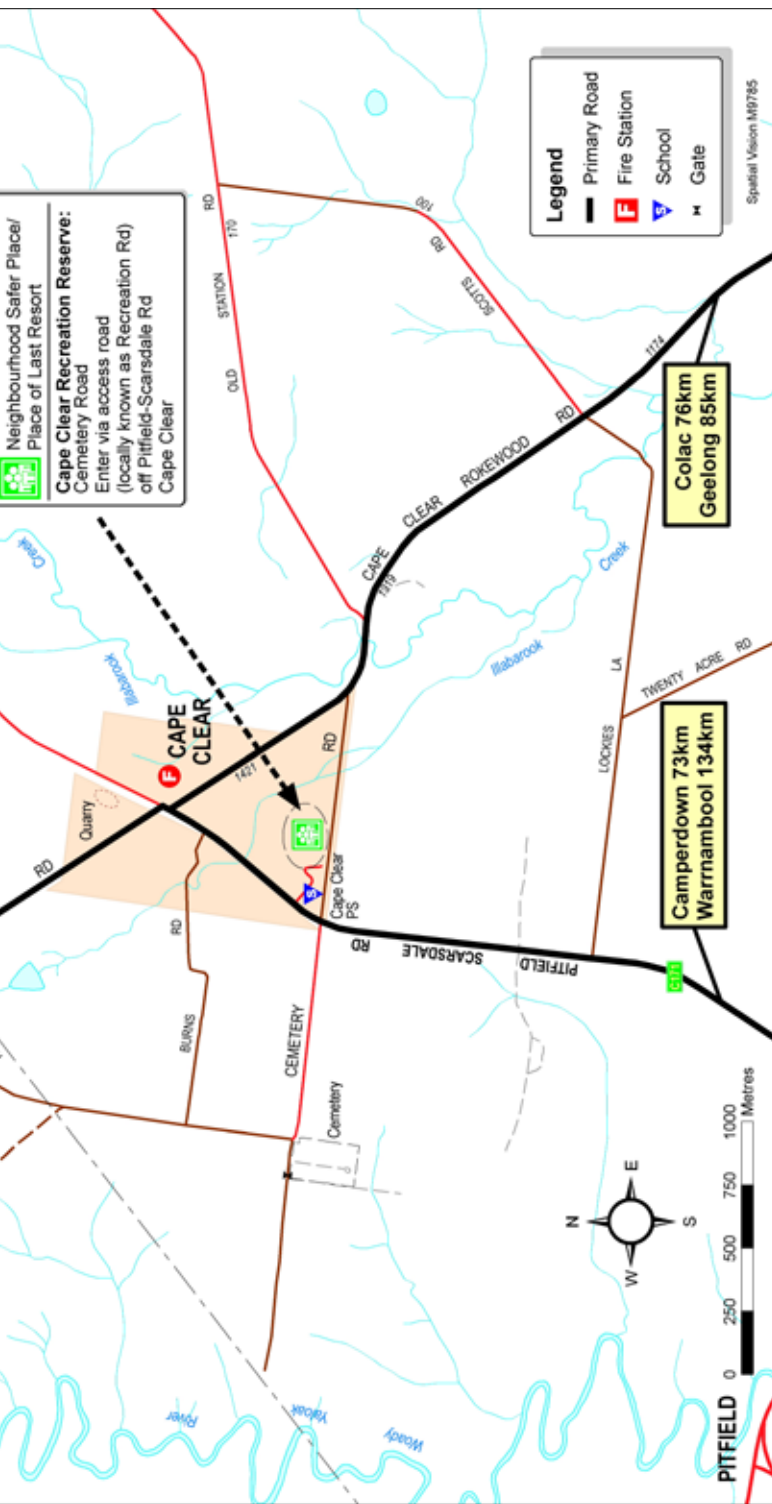 Neighbourhood Safer Place/
Place of Last Resort
Cape Clear Recreation Reserve:
Cemetery Road
Enter via access road
(locally known as Recreation Rd)
off Pitfield-Scarsdale Rd
Cape Clear
Creek
Illabarook
RD
Quarry
F
CAPE
CLEAR
1421
RD
BURNS
RD
S
Cape Clear
PS
CEMETERY
Cemetery
OLD
STATION
RD
170
SCOTTS
RD
100
CAPE
CLEAR
ROKEWOOD
RD
1319
1174
Illabarook
Creek
LOCKIES
LA
TWENTY ACRE RD
PITFIELD
SCARSDALE
RD
C171
Colac 76km
Geelong 85km
Camperdown 73km
Warrnambool 134km
Legend
Primary Road
F Fire Station
S School
Gate
Spatial Vision M9785
N
W
E
S
0 250 500 750 1000
Metres
PITFIELD
Woady
Yaloak
River